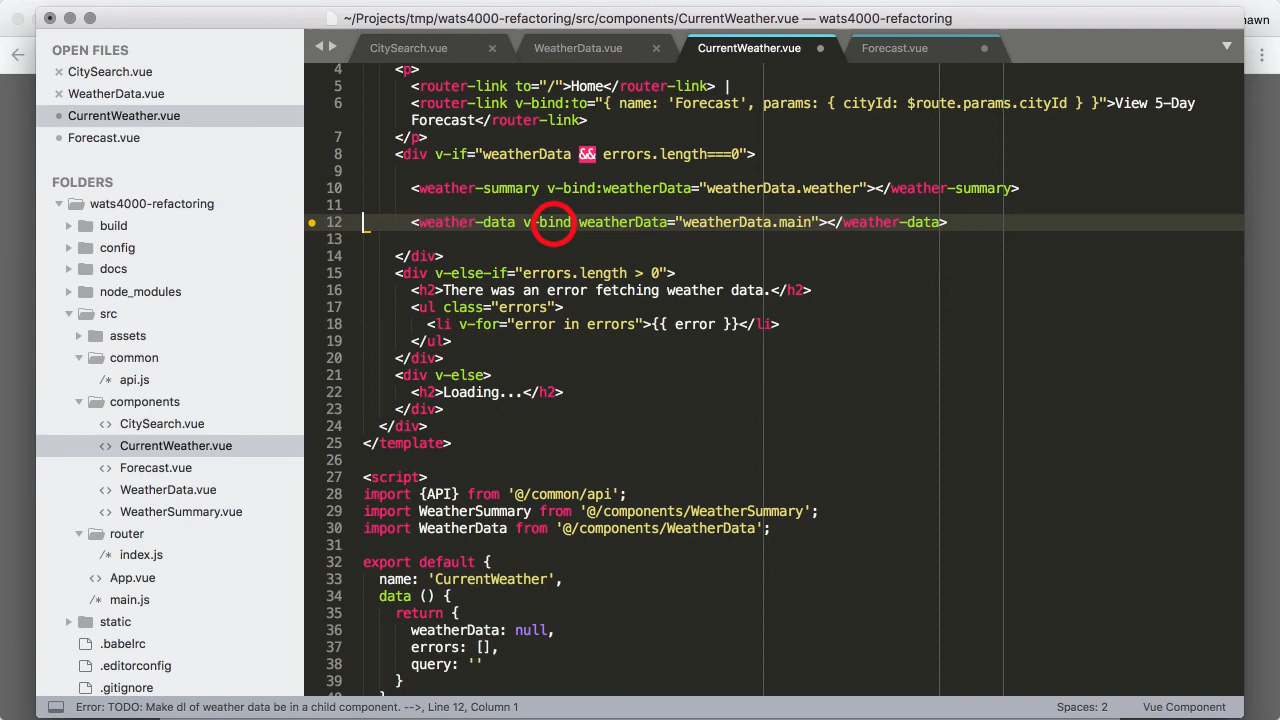 ~/Projects/tmp/wats4000-refactoring/src/components/CurrentWeather.vue — wats4000-refactoring
hawn
OPEN FILES
CitySearch.vue
WeatherData.vue
CurrentWeather.vue
Forecast.vue
FOLDERS
wats4000-refactoring
build
config
docs
node_modules
src
assets
common
/* api.js
components
<> CitySearch.vue
<> CurrentWeather.vue
<> Forecast.vue
<> WeatherData.vue
<> WeatherSummary.vue
router
/* index.js
<> App.vue
/* main.js
static
.babelrc
.editorconfig
.gitignore
CitySearch.vue
WeatherData.vue
CurrentWeather.vue
Forecast.vue
4 <p>
5 <router-link to="/">Home</router-link> |
6 <router-link v-bind:to="{ name: 'Forecast', params: { cityId: $route.params.cityId } }">View 5-Day
Forecast</router-link>
7 </p>
8 <div v-if="weatherData && errors.length===0">
9
10 <weather-summary v-bind:weatherData="weatherData.weather"></weather-summary>
11
12 <weather-data v-bind:weatherData="weatherData.main"></weather-data>
13
14 </div>
15 <div v-else-if="errors.length > 0">
16 <h2>There was an error fetching weather data.</h2>
17 <ul class="errors">
18 <li v-for="error in errors">{{ error }}</li>
19 </ul>
20 </div>
21 <div v-else>
22 <h2>Loading...</h2>
23 </div>
24 </div>
25 </template>
26
27 <script>
28 import {API} from '@/common/api';
29 import WeatherSummary from '@/components/WeatherSummary';
30 import WeatherData from '@/components/WeatherData';
31
32 export default {
33 name: 'CurrentWeather',
34 data () {
35 return {
36 weatherData: null,
37 errors: [],
38 query: ''
39 }
Error: TODO: Make dl of weather data be in a child component. -->, Line 12, Column 1
Spaces: 2
Vue Component